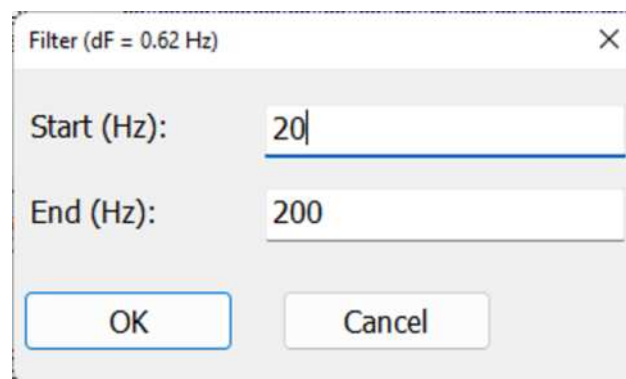 Filter (dF = 0.62 Hz)
Start (Hz): 20
End (Hz): 200
OK Cancel